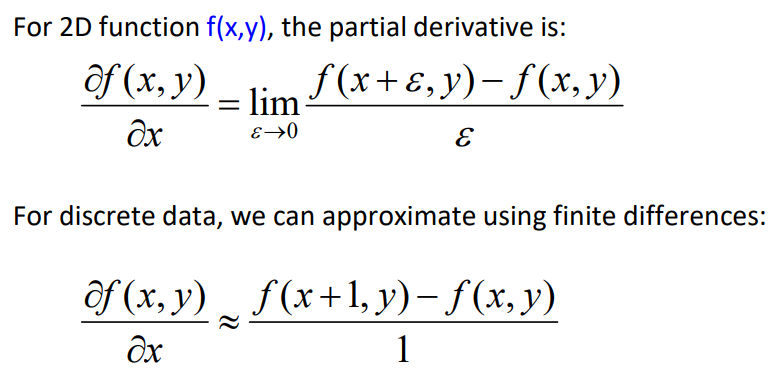 For 2D function f(x,y), the partial derivative is:
∂f(x, y)/∂x = lim ε→0 f(x+ε, y) − f(x, y)/ε
For discrete data, we can approximate using finite differences:
∂f(x, y)/∂x ≈ f(x+1, y) − f(x, y)/1